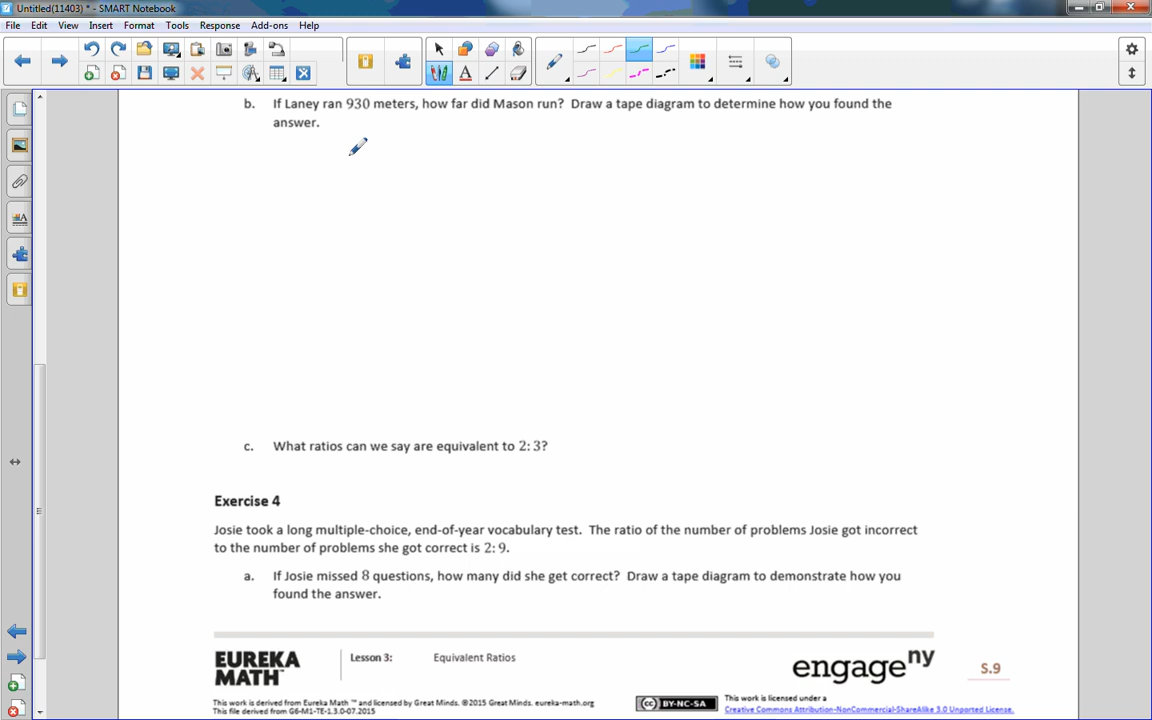 Untitled(11403) * - SMART Notebook
File Edit View Insert Format Tools Response Add-ons Help
b. If Laney ran 930 meters, how far did Mason run? Draw a tape diagram to determine how you found the
answer.
c. What ratios can we say are equivalent to 2: 3?
Exercise 4
Josie took a long multiple-choice, end-of-year vocabulary test. The ratio of the number of problems Josie got incorrect
to the number of problems she got correct is 2: 9.
a. If Josie missed 8 questions, how many did she get correct? Draw a tape diagram to demonstrate how you
found the answer.
EUREKA
MATH™
Lesson 3: Equivalent Ratios
engage ny
S.9
This work is derived from Eureka Math ™ and licensed by Great Minds. ©2015 Great Minds. eureka-math.org
This file derived from G6-M1-TE-1.3.0-07.2015
(cc) BY-NC-SA
This work is licensed under a
Creative Commons Attribution-NonCommercial-ShareAlike 3.0 Unported License.